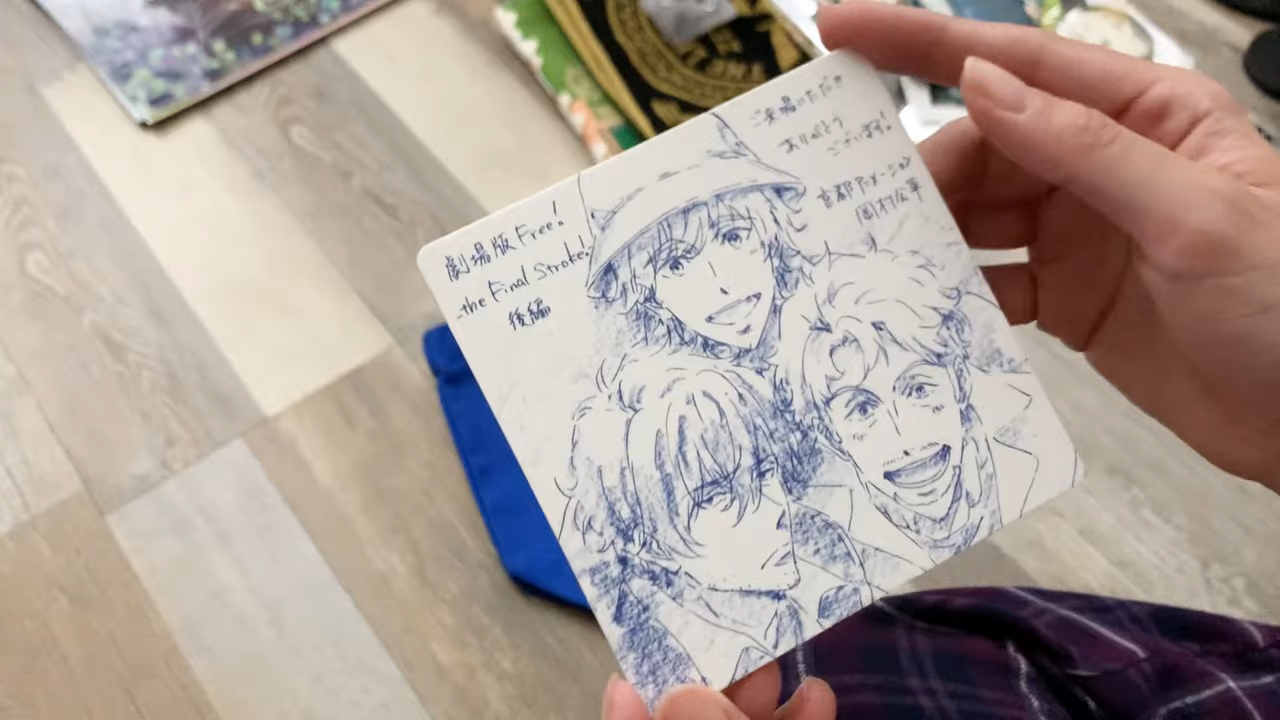 劇場版 Free!
-the Final Stroke-
後編
ご来場いただき
ありがとう
ございます!
京都アニメーション
岡村公平